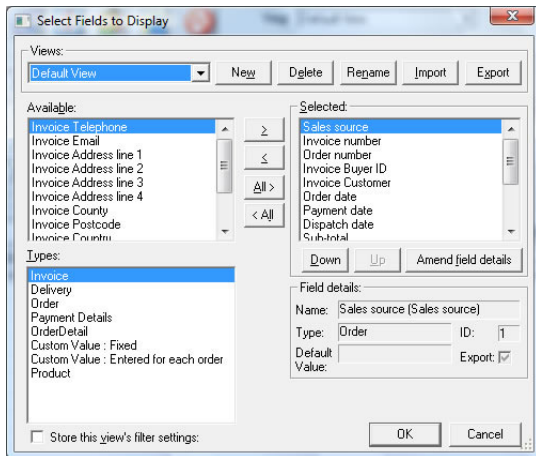 Select Fields to Display
Views:
Default View
New
Delete
Rename
Import
Export
Available:
Invoice Telephone
Invoice Email
Invoice Address line 1
Invoice Address line 2
Invoice Address line 3
Invoice Address line 4
Invoice County
Invoice Postcode
Invoice Country
>
<
All >
< All
Selected:
Sales source
Invoice number
Order number
Invoice Buyer ID
Invoice Customer
Order date
Payment date
Dispatch date
Sub-total
Down
Up
Amend field details
Types:
Invoice
Delivery
Order
Payment Details
OrderDetail
Custom Value : Fixed
Custom Value : Entered for each order
Product
Field details:
Name: Sales source (Sales source)
Type: Order ID: 1
Default Value:
Export:
Store this view's filter settings:
OK
Cancel